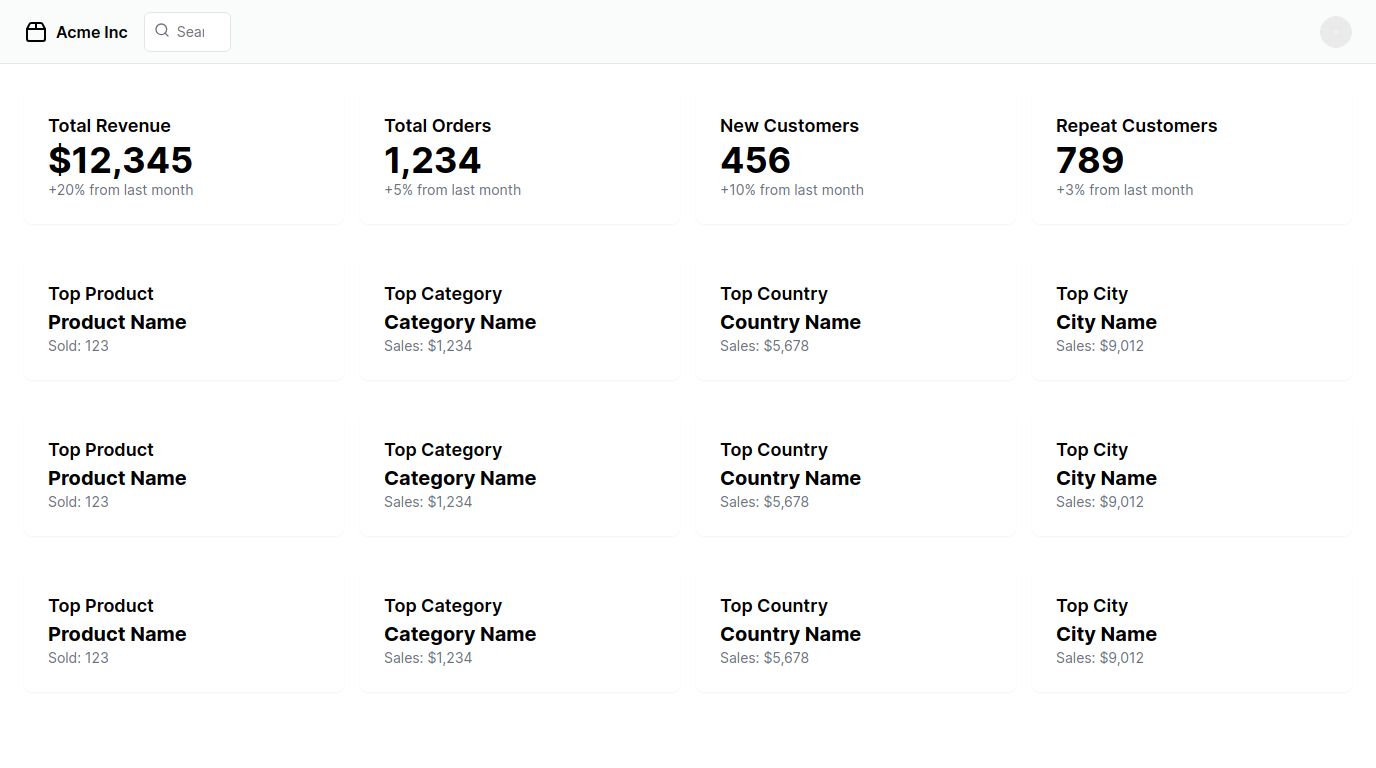 Acme Inc
Sear
Total Revenue
$12,345
+20% from last month
Total Orders
1,234
+5% from last month
New Customers
456
+10% from last month
Repeat Customers
789
+3% from last month
Top Product
Product Name
Sold: 123
Top Category
Category Name
Sales: $1,234
Top Country
Country Name
Sales: $5,678
Top City
City Name
Sales: $9,012
Top Product
Product Name
Sold: 123
Top Category
Category Name
Sales: $1,234
Top Country
Country Name
Sales: $5,678
Top City
City Name
Sales: $9,012
Top Product
Product Name
Sold: 123
Top Category
Category Name
Sales: $1,234
Top Country
Country Name
Sales: $5,678
Top City
City Name
Sales: $9,012